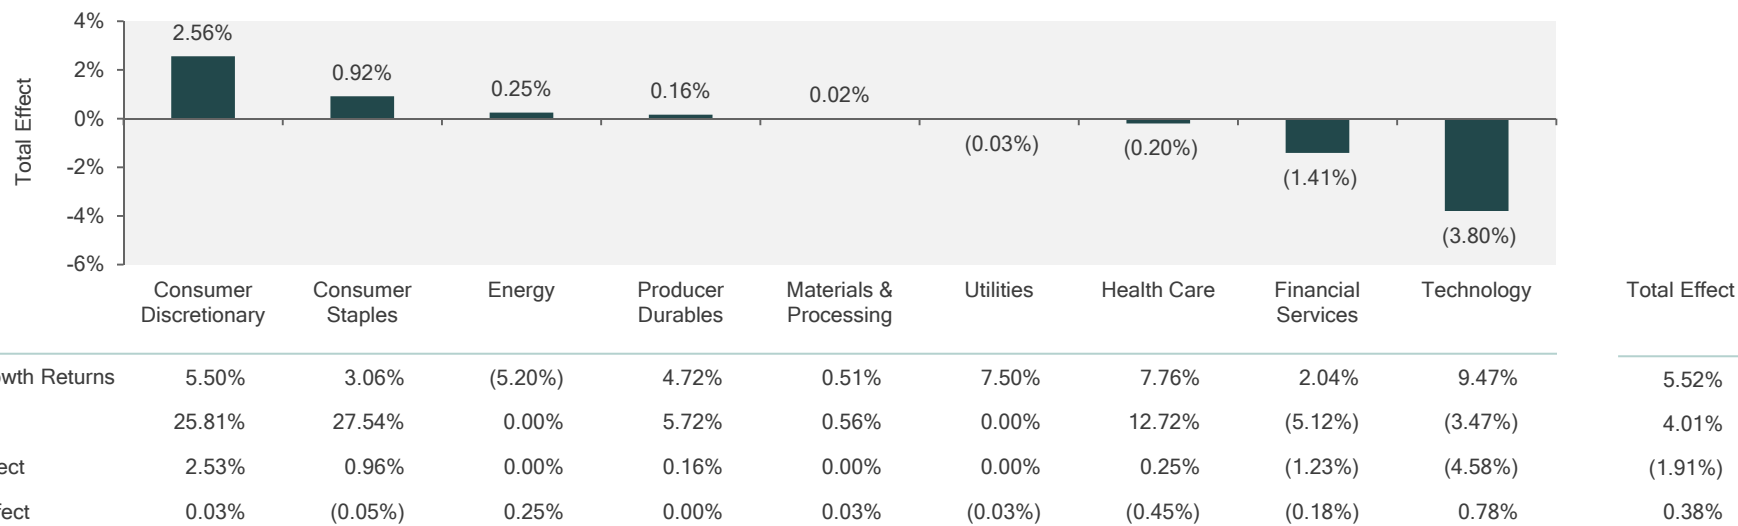 4%
2%
0%
-2%
-4%
-6%
Total Effect
2.56%
0.92%
0.25%
0.16%
0.02%
(0.03%)
(0.20%)
(1.41%)
(3.80%)
Consumer Discretionary
Consumer Staples
Energy
Producer Durables
Materials & Processing
Utilities
Health Care
Financial Services
Technology
Total Effect
wth Returns 5.50% 3.06% (5.20%) 4.72% 0.51% 7.50% 7.76% 2.04% 9.47% 5.52%
25.81% 27.54% 0.00% 5.72% 0.56% 0.00% 12.72% (5.12%) (3.47%) 4.01%
ect 2.53% 0.96% 0.00% 0.16% 0.00% 0.00% 0.25% (1.23%) (4.58%) (1.91%)
fect 0.03% (0.05%) 0.25% 0.00% 0.03% (0.03%) (0.45%) (0.18%) 0.78% 0.38%